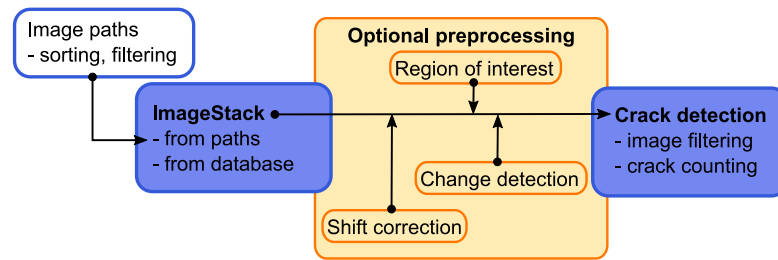 Image paths
- sorting, filtering
Optional preprocessing
Region of interest
ImageStack
- from paths
- from database
Change detection
Shift correction
Crack detection
- image filtering
- crack counting